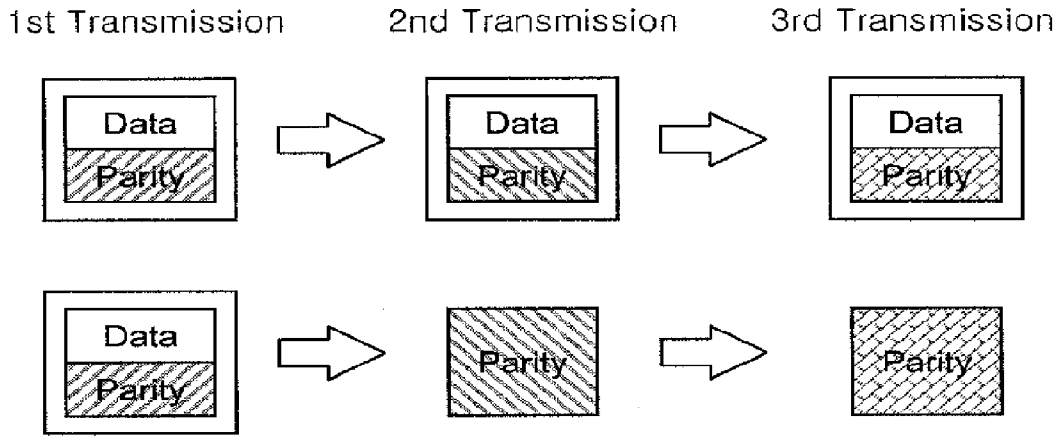 1st Transmission 2nd Transmission 3rd Transmission
Data Data Data
Parity Parity Parity
Data
Parity Parity Parity